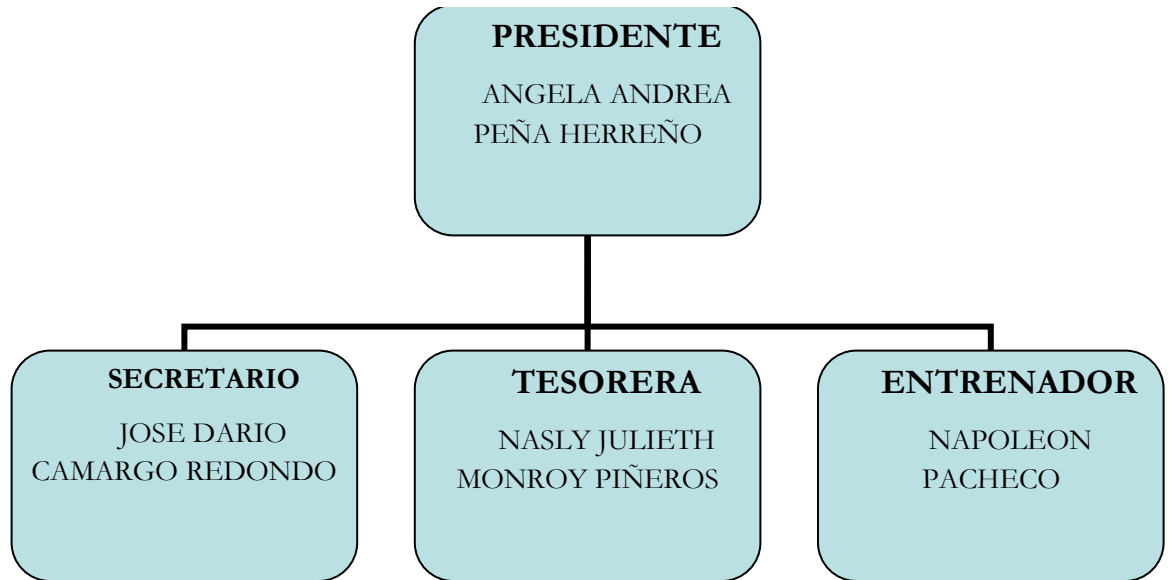 PRESIDENTE
ANGELA ANDREA
PEÑA HERREÑO
SECRETARIO
JOSE DARIO
CAMARGO REDONDO
TESORERA
NASLY JULIETH
MONROY PIÑEROS
ENTRENADOR
NAPOLEON
PACHECO